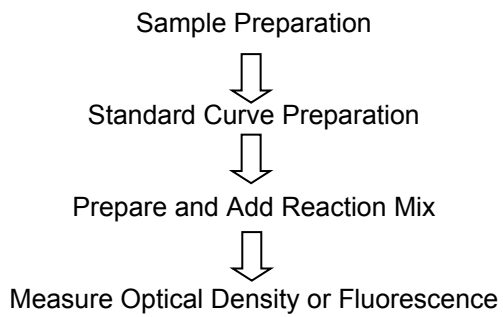 Sample Preparation
Standard Curve Preparation
Prepare and Add Reaction Mix
Measure Optical Density or Fluorescence